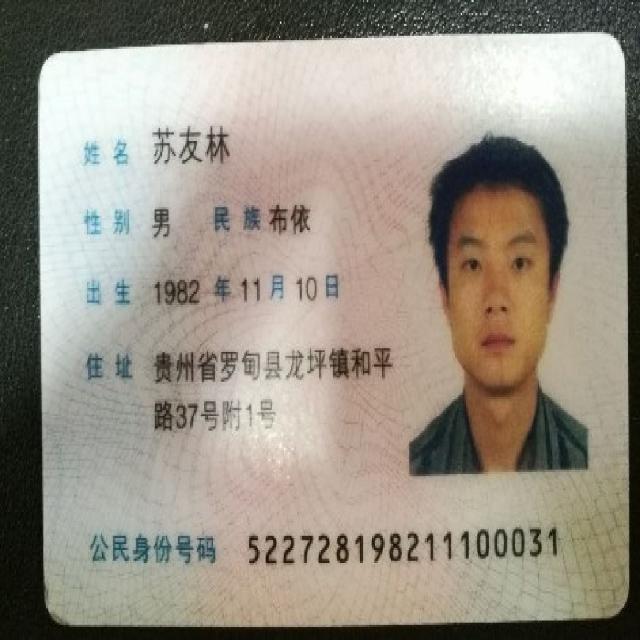 姓名 苏友林
性别 男 民族 布依
出生 1982 年 11 月 10 日
住址 贵州省罗甸县龙坪镇和平
路37号附1号
公民身份号码 522728198211100031